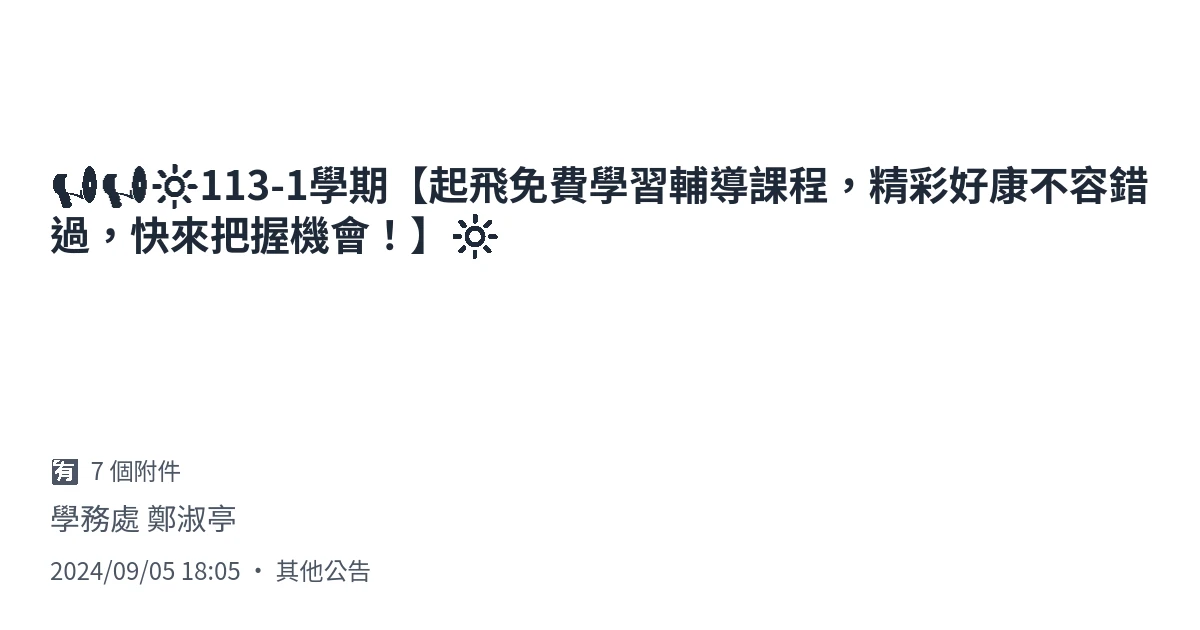 📢📢🔆113-1學期【起飛免費學習輔導課程，精彩好康不容錯
過，快來把握機會！】🔆
🈶 7 個附件
學務處 鄭淑亭
2024/09/05 18:05 ・ 其他公告